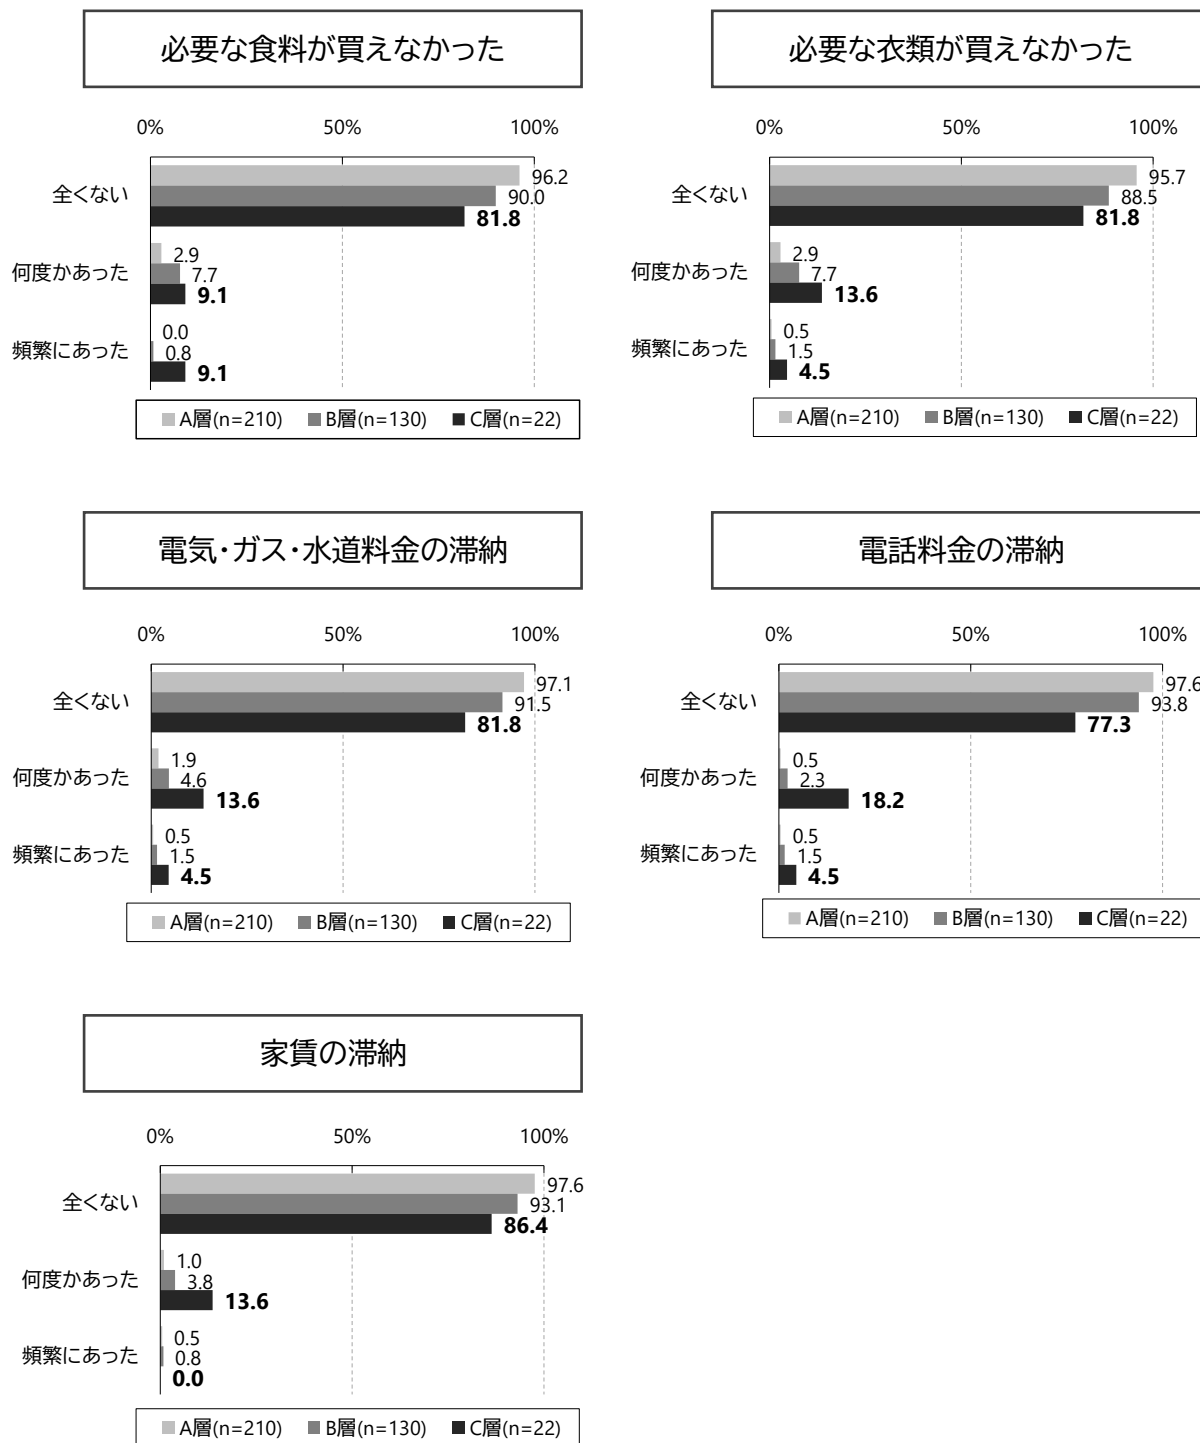 必要な食料が買えなかった
0% 50% 100%
全くない 96.2
90.0
81.8
何度かあった 2.9
7.7
9.1
頻繁にあった 0.0
0.8
9.1
A層(n=210) B層(n=130) C層(n=22)
必要な衣類が買えなかった
0% 50% 100%
全くない 95.7
88.5
81.8
何度かあった 2.9
7.7
13.6
頻繁にあった 0.5
1.5
4.5
A層(n=210) B層(n=130) C層(n=22)
電気・ガス・水道料金の滞納
0% 50% 100%
全くない 97.1
91.5
81.8
何度かあった 1.9
4.6
13.6
頻繁にあった 0.5
1.5
4.5
A層(n=210) B層(n=130) C層(n=22)
電話料金の滞納
0% 50% 100%
全くない 97.6
93.8
77.3
何度かあった 0.5
2.3
18.2
頻繁にあった 0.5
1.5
4.5
A層(n=210) B層(n=130) C層(n=22)
家賃の滞納
0% 50% 100%
全くない 97.6
93.1
86.4
何度かあった 1.0
3.8
13.6
頻繁にあった 0.5
0.8
0.0
A層(n=210) B層(n=130) C層(n=22)